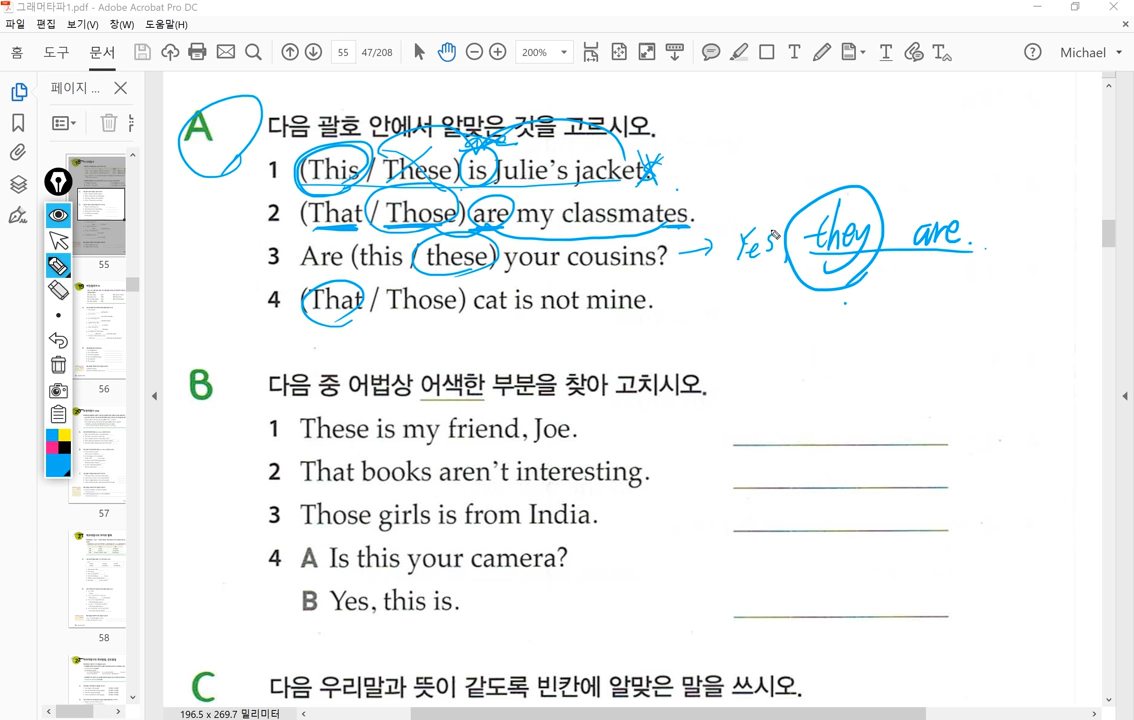 그래머타파1.pdf - Adobe Acrobat Pro DC
파일 편집 보기(V) 창(W) 도움말(H)
홈 도구 문서 55 47/208 200% Michael
페이지 ...
A 다음 괄호 안에서 알맞은 것을 고르시오.
1 (This / These) is Julie's jacket.
2 (That / Those) are my classmates.
3 Are (this / these) your cousins? → Yes, they are.
4 (That / Those) cat is not mine.
B 다음 중 어법상 어색한 부분을 찾아 고치시오.
1 These is my friend, Joe.
2 That books aren't interesting.
3 Those girls is from India.
4 A Is this your camera?
B Yes, this is.
C 다음 우리말과 뜻이 같도록 빈칸에 알맞은 말을 쓰시오.
55
56
57
58
196.5 x 269.7 밀리미터